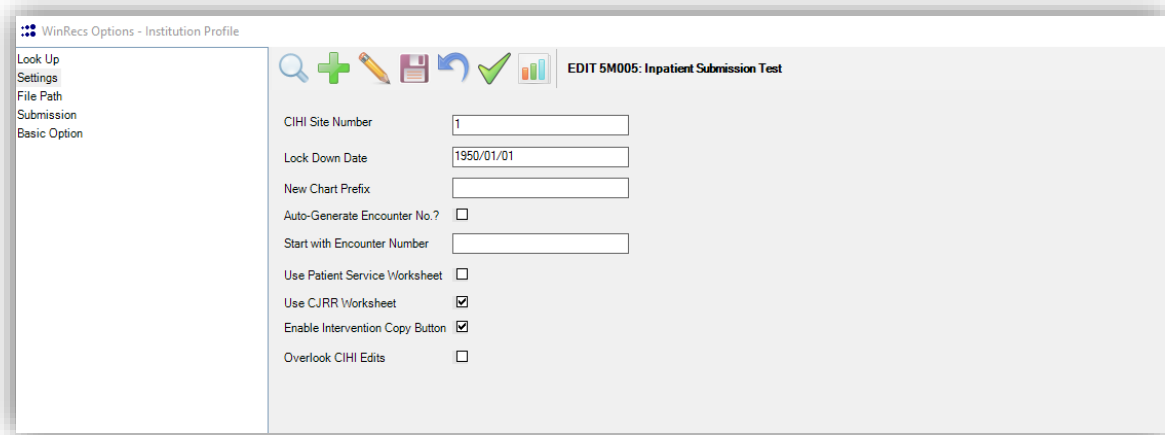 WinRecs Options - Institution Profile
Look Up
Settings
File Path
Submission
Basic Option
EDIT 5M005: Inpatient Submission Test
CIHI Site Number 1
Lock Down Date 1950/01/01
New Chart Prefix
Auto-Generate Encounter No.?
Start with Encounter Number
Use Patient Service Worksheet
Use CJRR Worksheet
Enable Intervention Copy Button
Overlook CIHI Edits